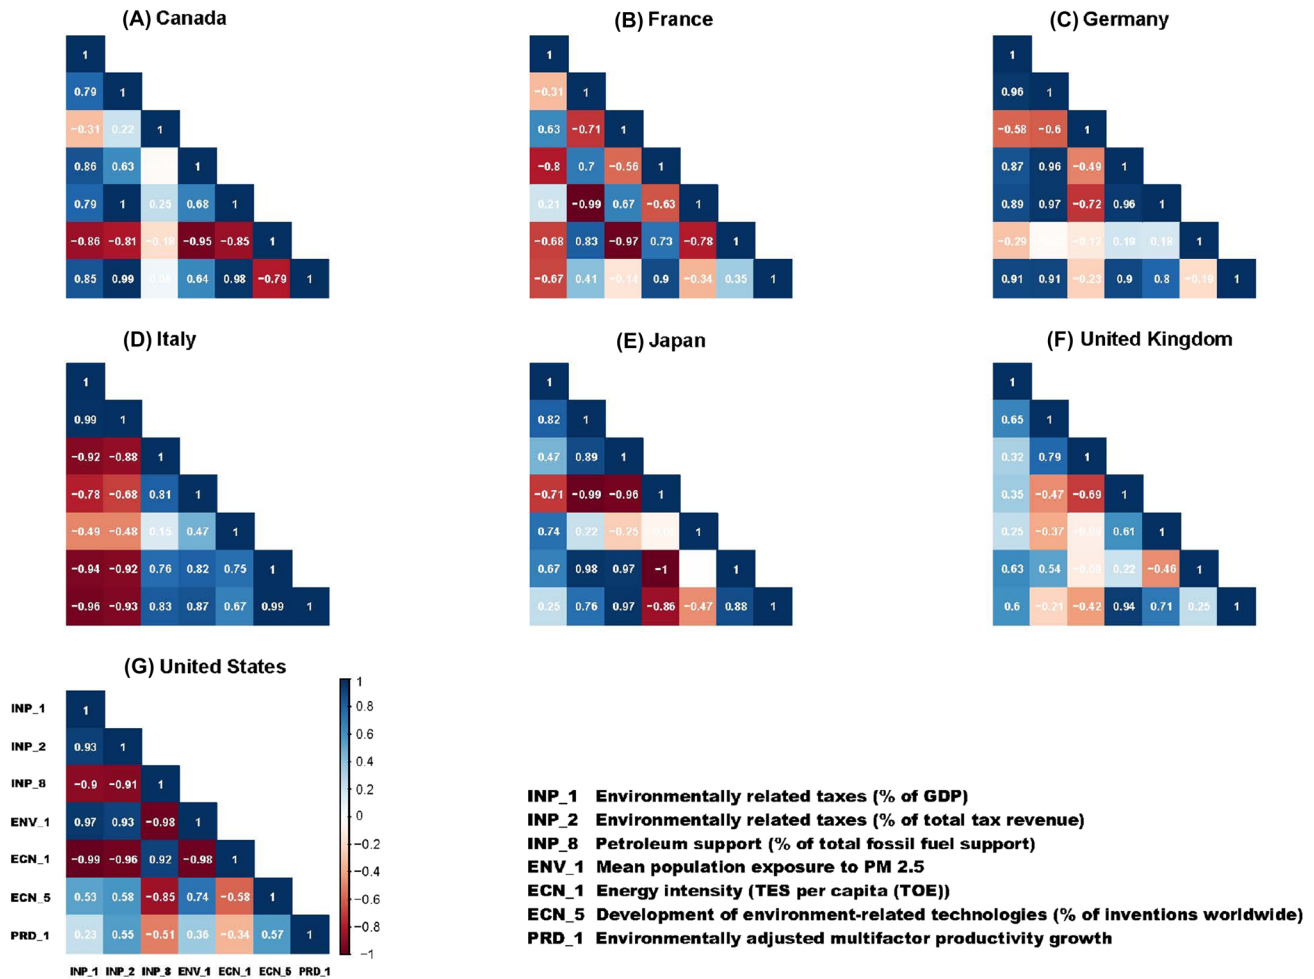 (A) Canada
1
0.79 1
−0.31 0.22 1
0.86 0.63 1
0.79 1 0.25 0.68 1
−0.86 −0.81 −0.18 −0.95 −0.85 1
0.85 0.99 0.98 −0.79 1 0.64
(B) France
1
−0.31 1
0.63 −0.71 1
−0.8 0.7 −0.56 1
0.21 −0.99 0.67 −0.63 1
−0.68 0.83 −0.97 0.73 −0.78 1
−0.67 0.41 −0.14 0.9 −0.34 0.35 1
(C) Germany
1
0.96 1
−0.58 −0.6 1
0.87 0.96 −0.49 1
0.89 0.97 −0.72 0.96 1
−0.29 0.19 0.18 1
0.91 0.91 −0.23 0.9 0.8 −0.19 1
(D) Italy
1
0.99 1
−0.92 −0.88 1
−0.78 −0.68 0.81 1
−0.49 −0.48 0.15 0.47 1
−0.94 −0.92 0.76 0.82 0.75 1
−0.96 −0.93 0.83 0.87 0.67 0.99 1
(E) Japan
1
0.82 1
0.47 0.89 1
−0.71 −0.99 −0.96 1
0.74 0.22 −0.25 1
0.67 0.98 0.97 −1 1
0.25 0.76 0.97 −0.86 −0.47 0.88 1
(F) United Kingdom
1
0.65 1
0.32 0.79 1
0.35 −0.47 −0.69 1
0.25 −0.37 0.61 1
0.63 0.54 0.22 −0.46 1
0.6 −0.21 −0.42 0.94 0.71 0.25 1
(G) United States
INP_1 1
INP_2 0.93 1
INP_8 −0.9 −0.91 1
ENV_1 0.97 0.93 −0.98 1
ECN_1 −0.99 −0.96 0.92 −0.98 1
ECN_5 0.53 0.58 −0.85 0.74 −0.58 1
PRD_1 0.23 0.55 −0.51 0.36 −0.34 0.57 1
INP_1 INP_2 INP_8 ENV_1 ECN_1 ECN_5 PRD_1
1
0.8
0.6
0.4
0.2
0
−0.2
−0.4
−0.6
−0.8
−1
INP_1 Environmentally related taxes (% of GDP)
INP_2 Environmentally related taxes (% of total tax revenue)
INP_8 Petroleum support (% of total fossil fuel support)
ENV_1 Mean population exposure to PM 2.5
ECN_1 Energy intensity (TES per capita (TOE))
ECN_5 Development of environment-related technologies (% of inventions worldwide)
PRD_1 Environmentally adjusted multifactor productivity growth